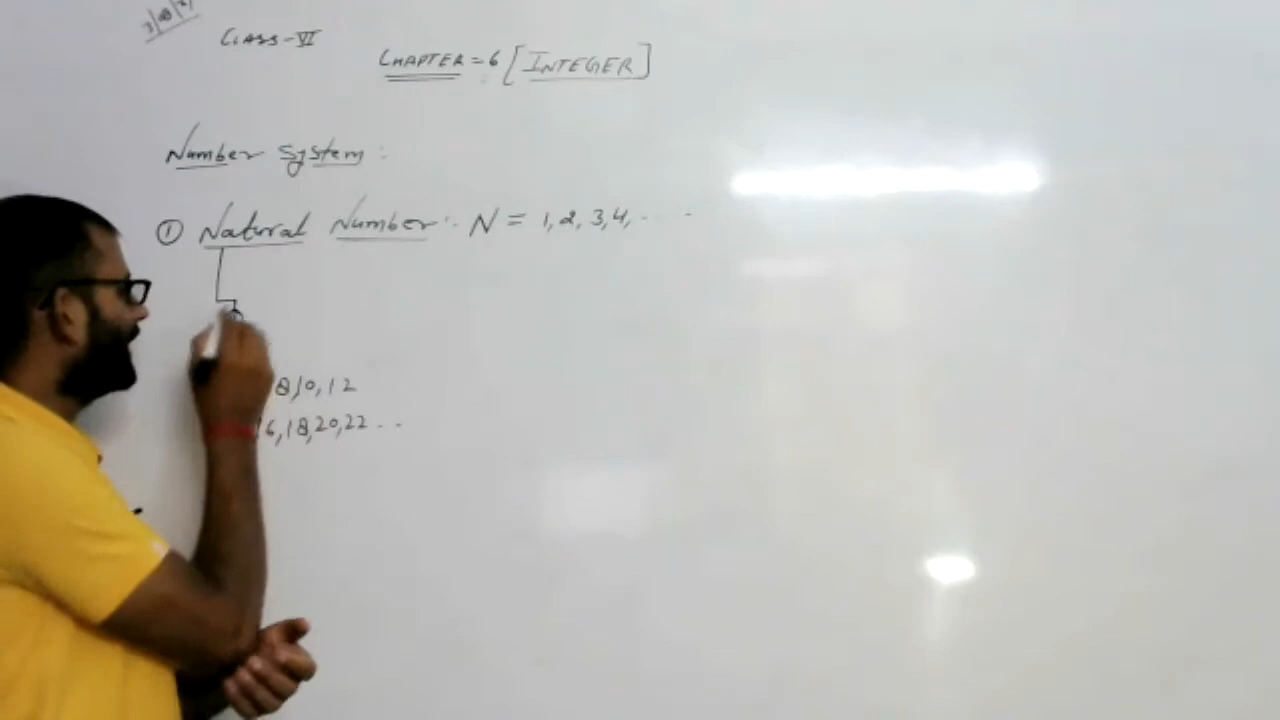 CLASS-VI
CHAPTER = 6 [INTEGER]
Number System :
① Natural Number :- N = 1, 2, 3, 4, - - -
8, 10, 12
16, 18, 20, 22 - -